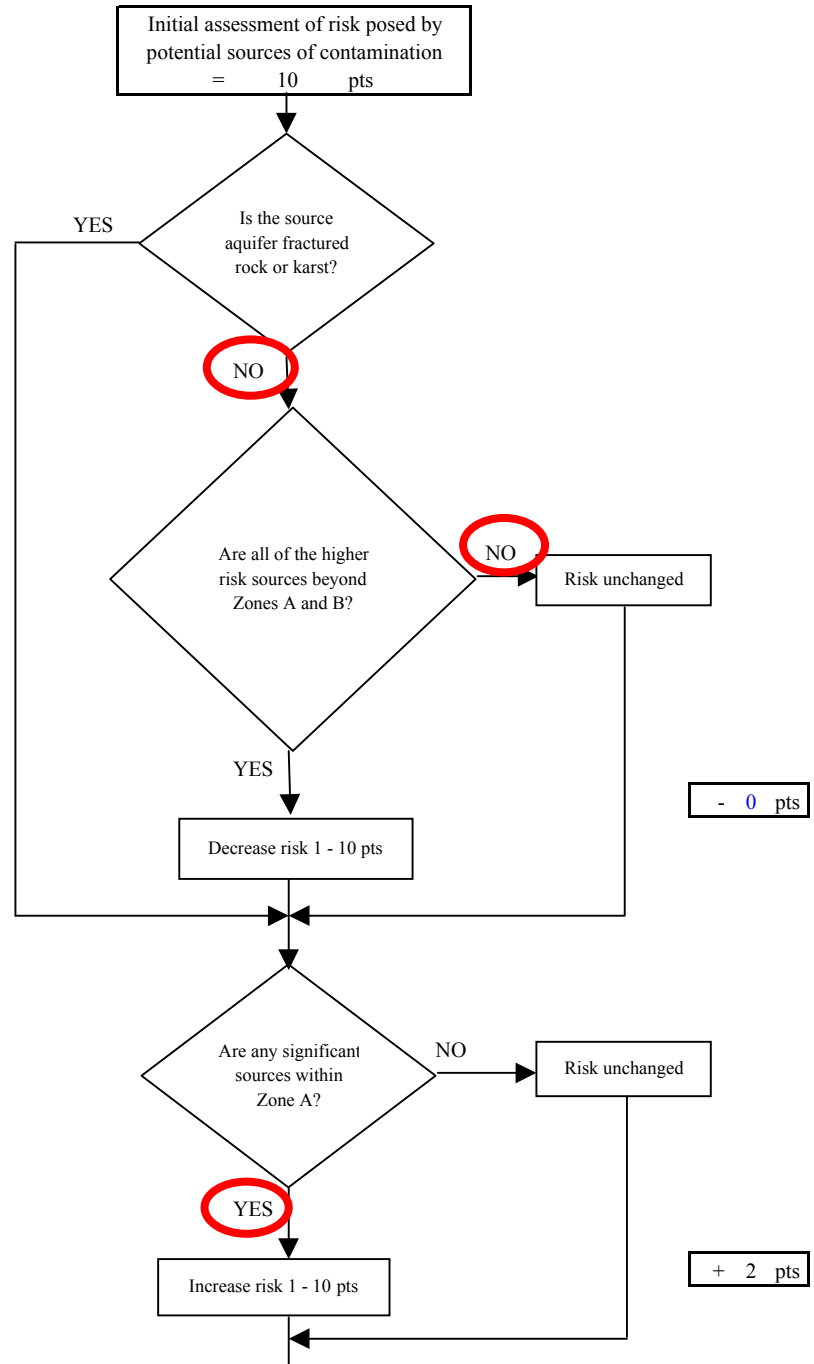 Initial assessment of risk posed by
potential sources of contamination
= 10 pts
YES
Is the source
aquifer fractured
rock or karst?
NO
Are all of the higher
risk sources beyond
Zones A and B?
NO
Risk unchanged
YES
- 0 pts
Decrease risk 1 - 10 pts
Are any significant
sources within
Zone A?
NO
Risk unchanged
YES
+ 2 pts
Increase risk 1 - 10 pts